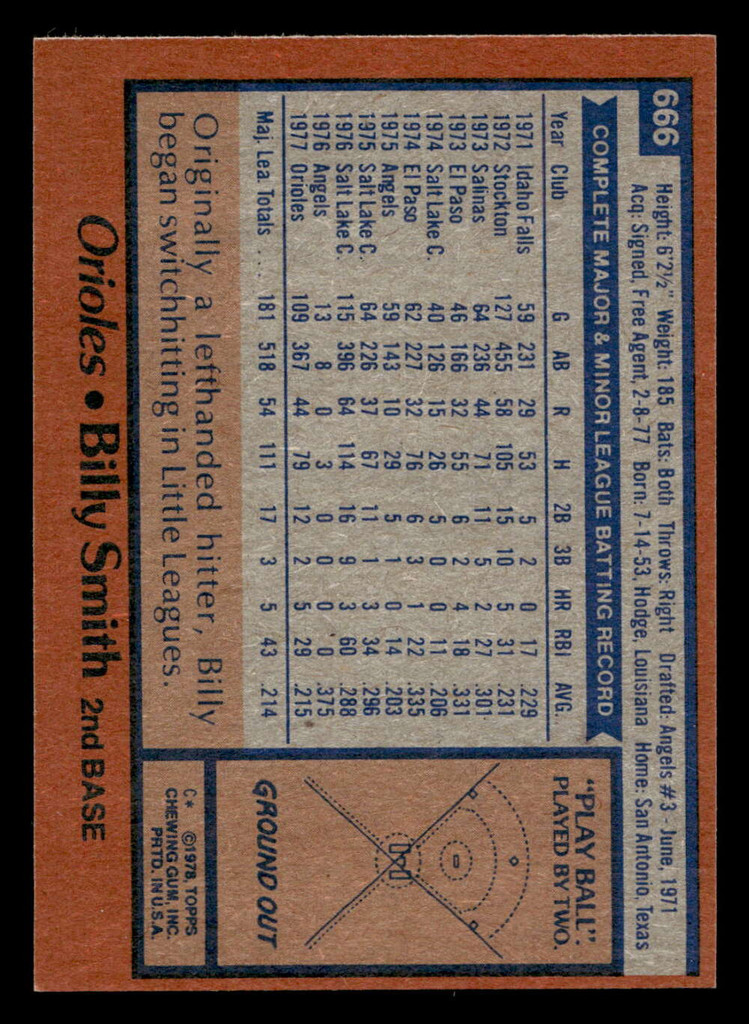 666
Height: 6'2½" Weight: 185 Bats: Both Throws: Right Drafted: Angels #3 - June, 1971
Acq: Signed, Free Agent, 2-8-77 Born: 7-14-53, Hodge, Louisiana Home: San Antonio, Texas
COMPLETE MAJOR & MINOR LEAGUE BATTING RECORD
Year Club G AB R H 2B 3B HR RBI AVG.
1971 Idaho Falls 59 231 29 53 5 2 0 17 .229
1972 Stockton 127 455 58 105 15 10 5 31 .231
1973 Salinas 64 236 44 71 11 5 2 27 .301
1973 El Paso 46 166 32 55 6 2 4 18 .331
1974 Salt Lake C. 40 126 15 26 5 0 0 11 .206
1974 El Paso 62 227 32 76 6 3 1 22 .335
1975 Angels 59 143 10 29 5 1 0 14 .203
1975 Salt Lake C. 64 226 37 67 11 1 3 34 .296
1976 Salt Lake C. 115 396 64 114 16 9 3 60 .288
1976 Angels 13 8 0 3 0 0 0 0 .375
1977 Orioles 109 367 44 79 12 2 5 29 .215
Maj. Lea. Totals .... 181 518 54 111 17 3 5 43 .214
Originally a lefthanded hitter, Billy
began switchhitting in Little Leagues.
"PLAY BALL".
PLAYED BY TWO.
GROUND OUT
C* ©1978, TOPPS
CHEWING GUM, INC.
PRTD. IN U.S.A.
Orioles • Billy Smith 2nd BASE